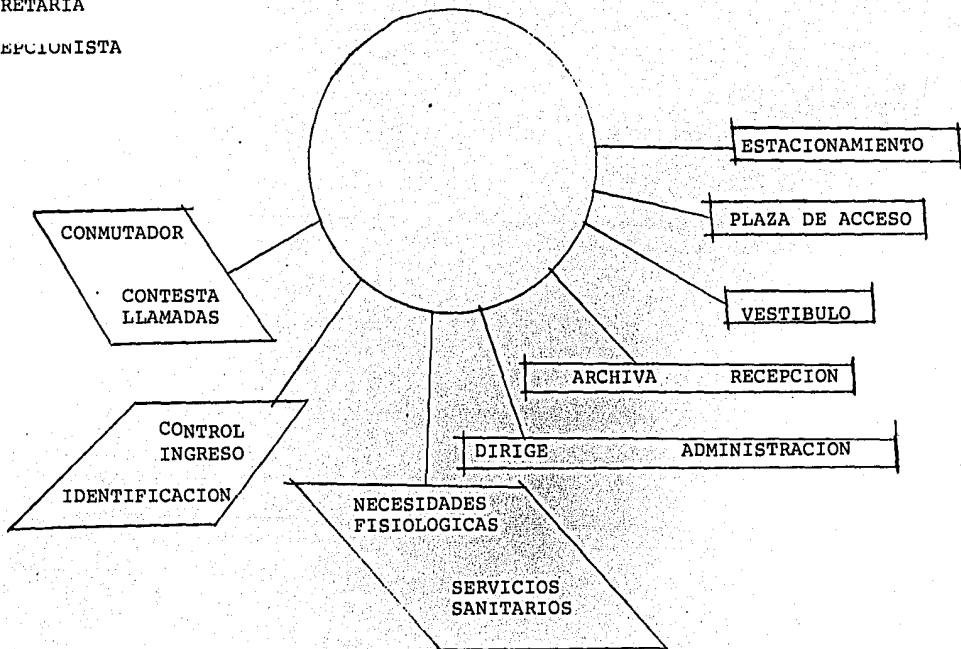 RETARIA
EPCIONISTA
ESTACIONAMIENTO
PLAZA DE ACCESO
CONMUTADOR
CONTESTA
LLAMADAS
VESTIBULO
ARCHIVA RECEPCION
CONTROL
INGRESO
IDENTIFICACION
DIRIGE ADMINISTRACION
NECESIDADES
FISIOLOGICAS
SERVICIOS
SANITARIOS